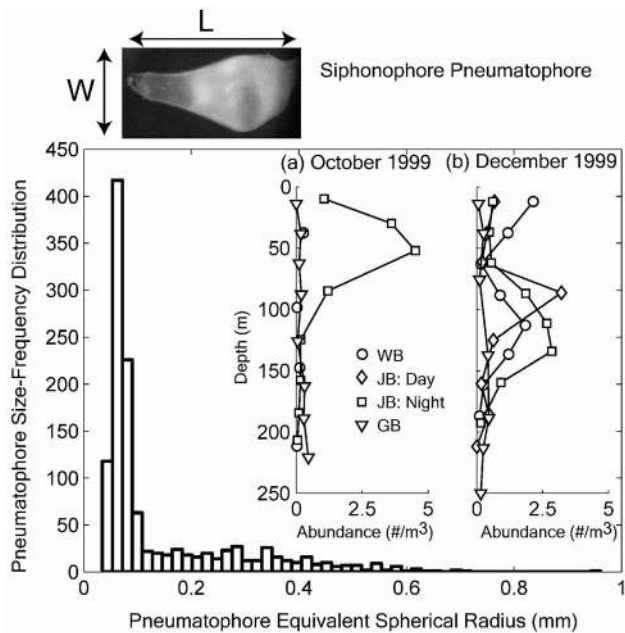 L
W
Siphonophore Pneumatophore
450
400
350
300
250
200
150
100
50
0
Pneumatophore Size-Frequency Distribution
0
0.2
0.4
0.6
0.8
1
Pneumatophore Equivalent Spherical Radius (mm)
(a) October 1999
0
50
100
150
200
250
Depth (m)
WB
JB: Day
JB: Night
GB
0
2.5
5
Abundance (#/m³)
(b) December 1999
0
2.5
5
Abundance (#/m³)